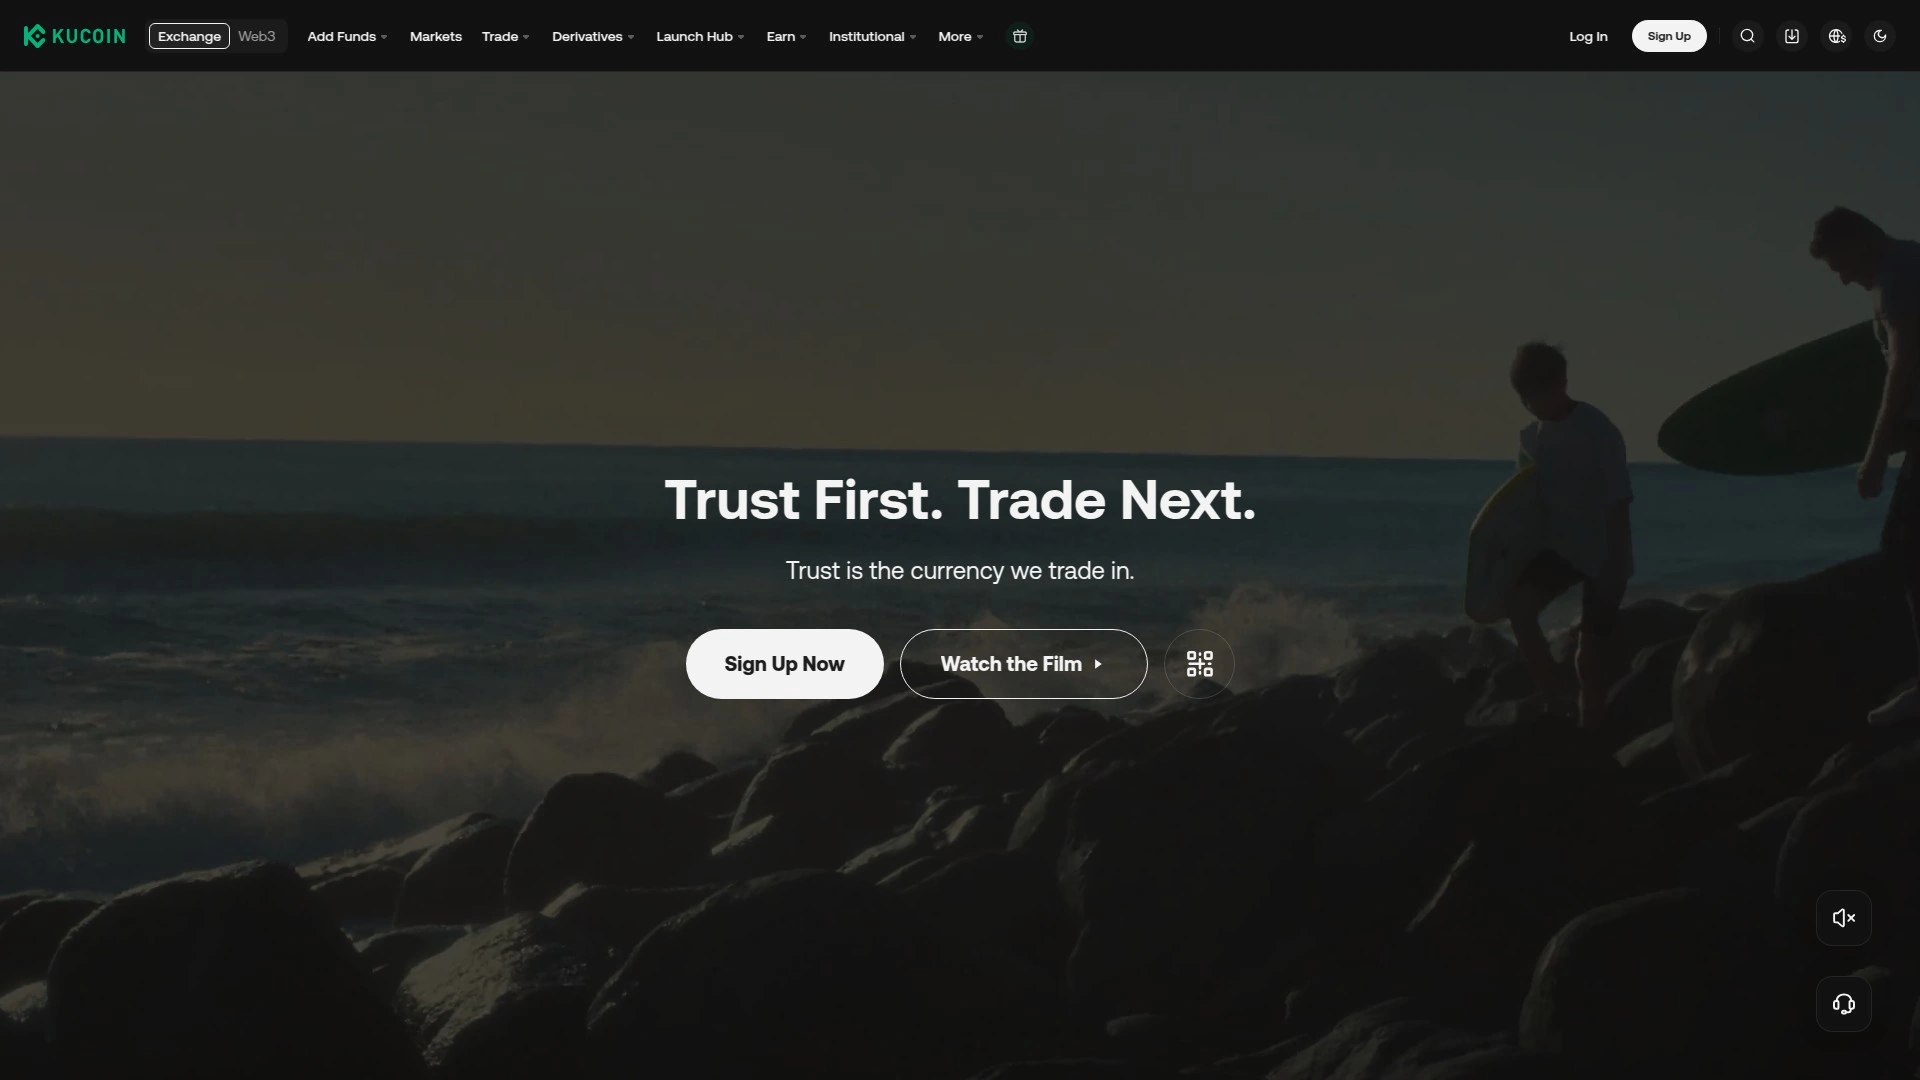 KUCOIN Exchange Web3 Add Funds Markets Trade Derivatives Launch Hub Earn Institutional More Log In Sign Up
Trust First. Trade Next.
Trust is the currency we trade in.
Sign Up Now Watch the Film